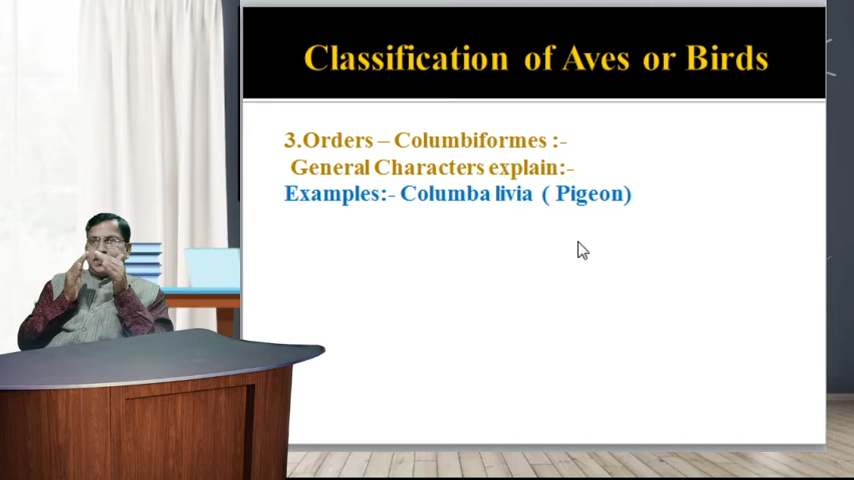 Classification of Aves or Birds
3.Orders – Columbiformes :-
General Characters explain:-
Examples:- Columba livia ( Pigeon)